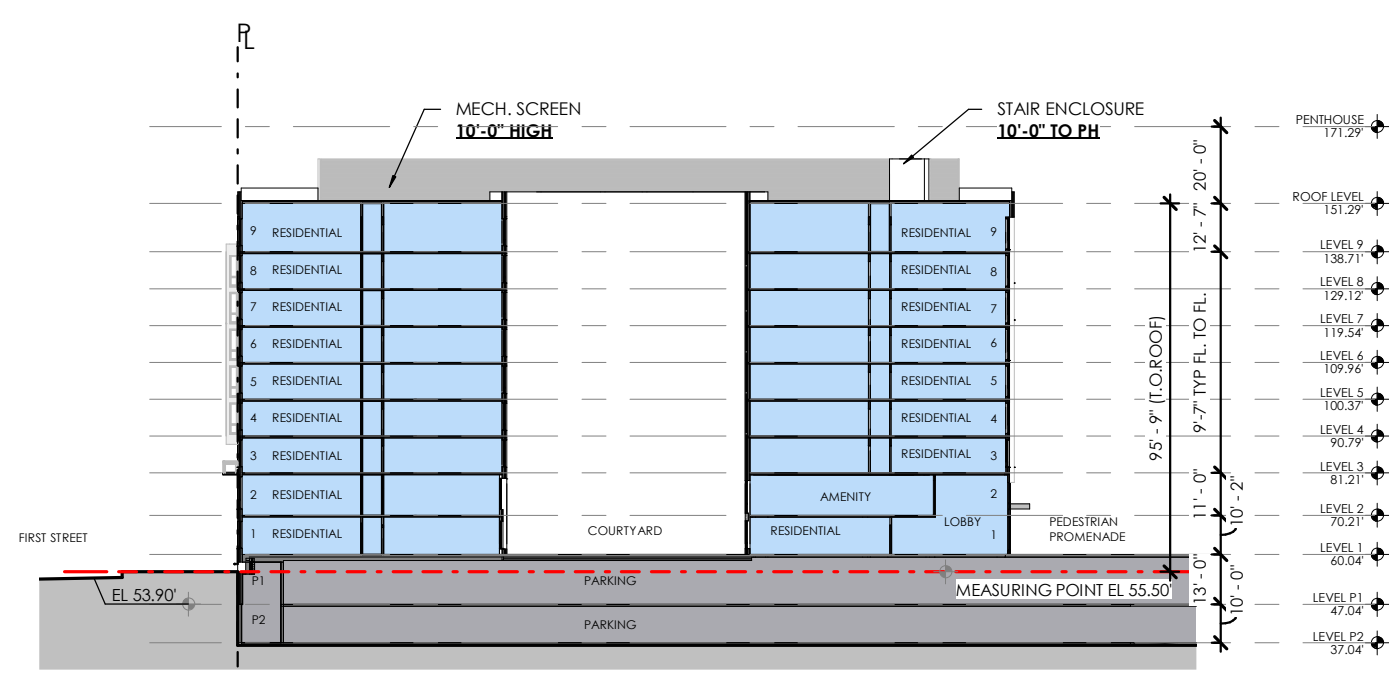 PL
MECH. SCREEN
10'-0" HIGH
STAIR ENCLOSURE
10'-0" TO PH
PENTHOUSE
171.29'
20' - 0"
ROOF LEVEL
151.29'
12' - 7"
9 RESIDENTIAL
RESIDENTIAL 9
LEVEL 9
138.71'
8 RESIDENTIAL
RESIDENTIAL 8
LEVEL 8
129.12'
7 RESIDENTIAL
RESIDENTIAL 7
LEVEL 7
119.54'
6 RESIDENTIAL
RESIDENTIAL 6
LEVEL 6
109.96'
5 RESIDENTIAL
RESIDENTIAL 5
LEVEL 5
100.37'
4 RESIDENTIAL
RESIDENTIAL 4
LEVEL 4
90.79'
3 RESIDENTIAL
RESIDENTIAL 3
LEVEL 3
81.21'
95' - 9" (T.O.ROOF)
9'-7" TYP FL. TO FL.
2 RESIDENTIAL
AMENITY
2
11' - 0"
10' - 2"
LEVEL 2
70.21'
FIRST STREET
1 RESIDENTIAL
COURTYARD
RESIDENTIAL
LOBBY
1
PEDESTRIAN
PROMENADE
LEVEL 1
60.04'
P1
PARKING
MEASURING POINT EL 55.50'
EL 53.90'
13' - 0"
10' - 0"
LEVEL P1
47.04'
P2
PARKING
LEVEL P2
37.04'